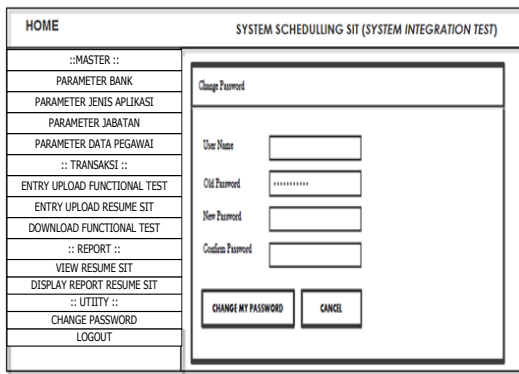 HOME
SYSTEM SCHEDULLING SIT (SYSTEM INTEGRATION TEST)
::MASTER ::
PARAMETER BANK
PARAMETER JENIS APLIKASI
PARAMETER JABATAN
PARAMETER DATA PEGAWAI
:: TRANSAKSI ::
ENTRY UPLOAD FUNCTIONAL TEST
ENTRY UPLOAD RESUME SIT
DOWNLOAD FUNCTIONAL TEST
:: REPORT ::
VIEW RESUME SIT
DISPLAY REPORT RESUME SIT
:: UTIITY ::
CHANGE PASSWORD
LOGOUT
Change Password
User Name
Old Password
New Password
Confirm Password
CHANGE MY PASSWORD
CANCEL